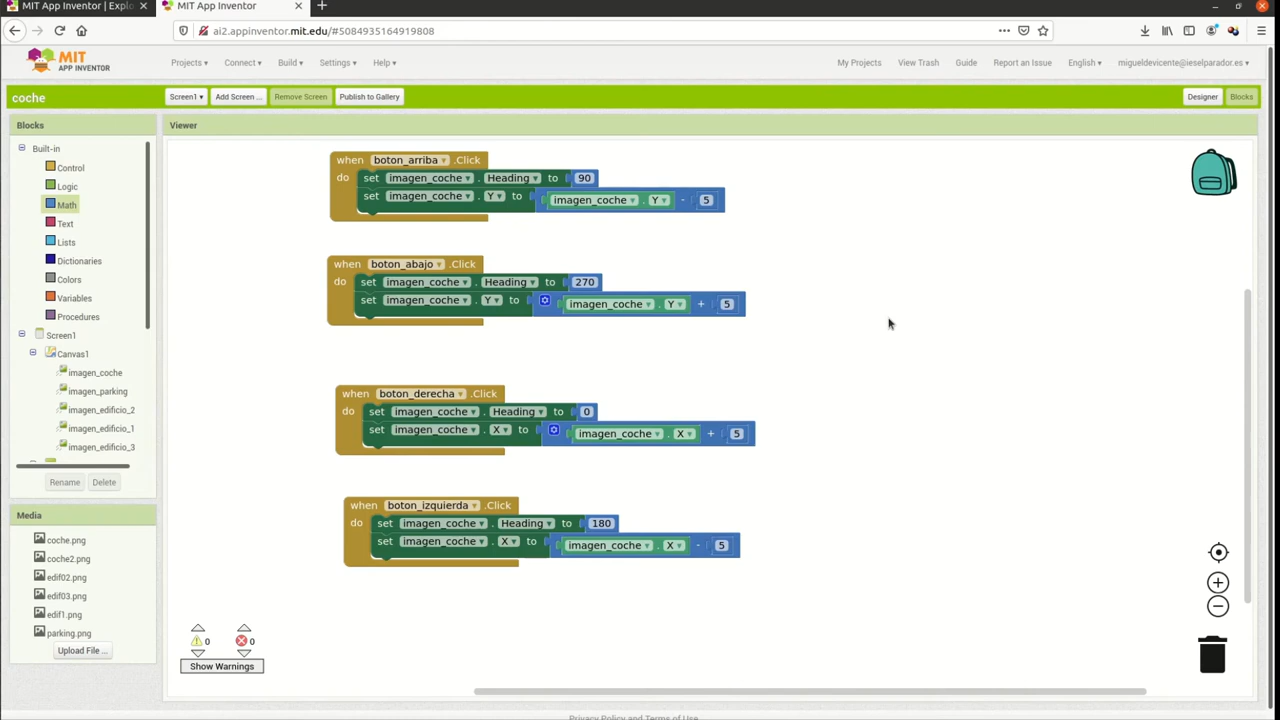 MIT App Inventor | Explo
MIT App Inventor
ai2.appinventor.mit.edu/#5084935164919808
MIT
APP INVENTOR
Projects
Connect
Build
Settings
Help
My Projects
View Trash
Guide
Report an Issue
English
migueldevicente@ieselparador.es
coche
Screen1
Add Screen ...
Remove Screen
Publish to Gallery
Designer
Blocks
Blocks
Viewer
Built-in
Control
Logic
Math
Text
Lists
Dictionaries
Colors
Variables
Procedures
Screen1
Canvas1
imagen_coche
imagen_parking
imagen_edificio_2
imagen_edificio_1
imagen_edificio_3
Rename
Delete
Media
coche.png
coche2.png
edif02.png
edif03.png
edif1.png
parking.png
Upload File ...
when boton_arriba .Click
do set imagen_coche . Heading to 90
set imagen_coche . Y to imagen_coche . Y - 5
when boton_abajo .Click
do set imagen_coche . Heading to 270
set imagen_coche . Y to imagen_coche . Y + 5
when boton_derecha .Click
do set imagen_coche . Heading to 0
set imagen_coche . X to imagen_coche . X + 5
when boton_izquierda .Click
do set imagen_coche . Heading to 180
set imagen_coche . X to imagen_coche . X - 5
0
0
Show Warnings
Privacy Policy and Terms of Use